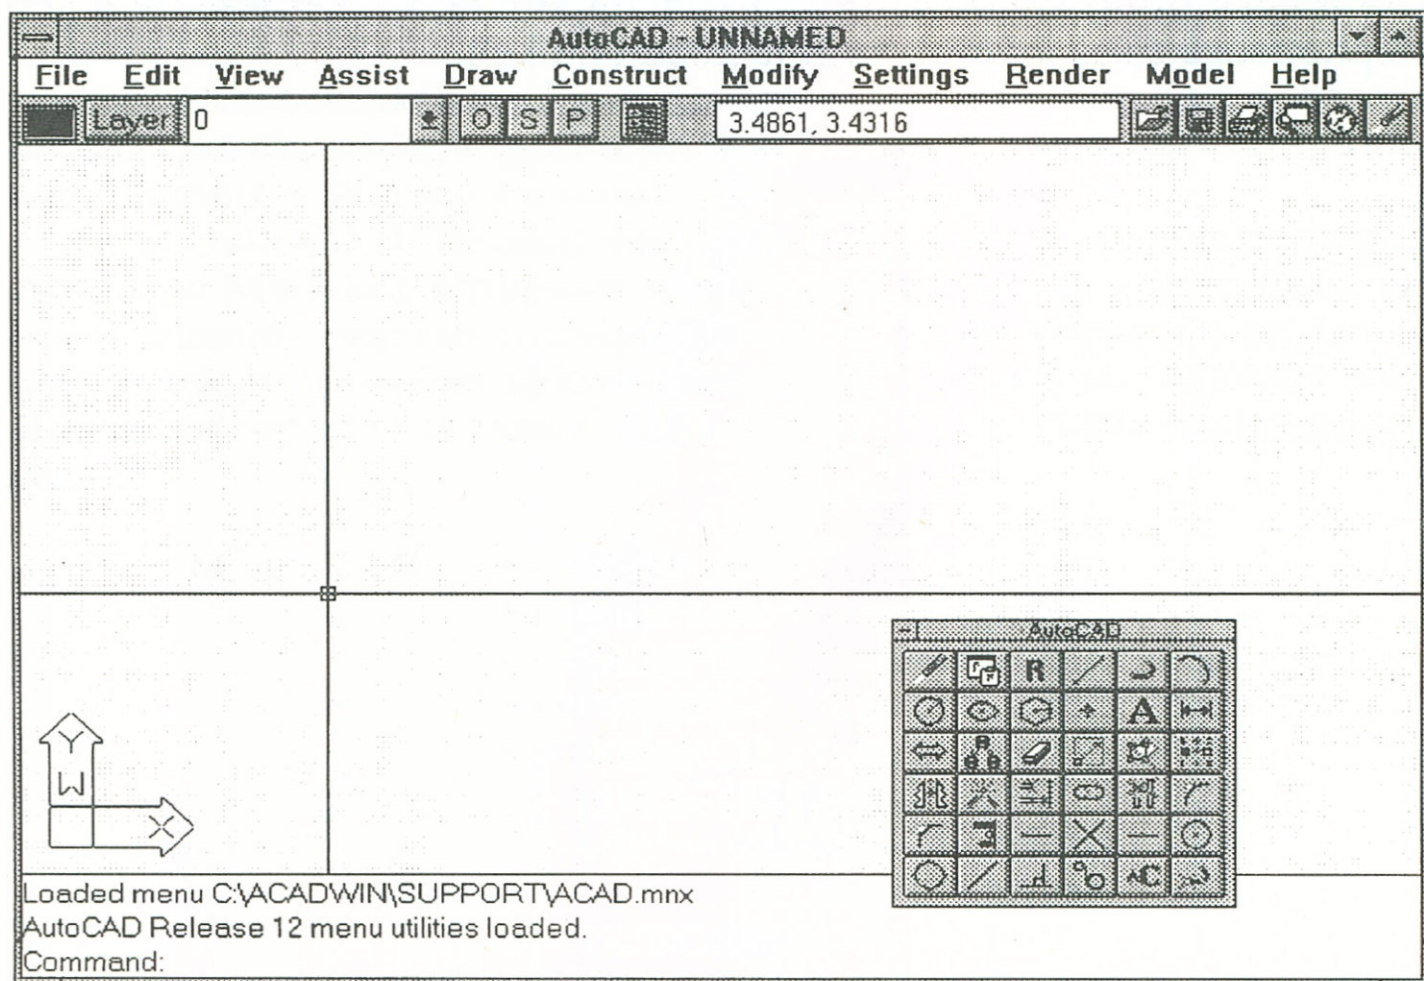 AutoCAD - UNNAMED
File Edit View Assist Draw Construct Modify Settings Render Model Help
Layer 0 O S P 3.4861, 3.4316
AutoCAD
R
A
R
Y
W
X
Loaded menu C:\ACADWIN\SUPPORT\ACAD.mnx
AutoCAD Release 12 menu utilities loaded.
Command: